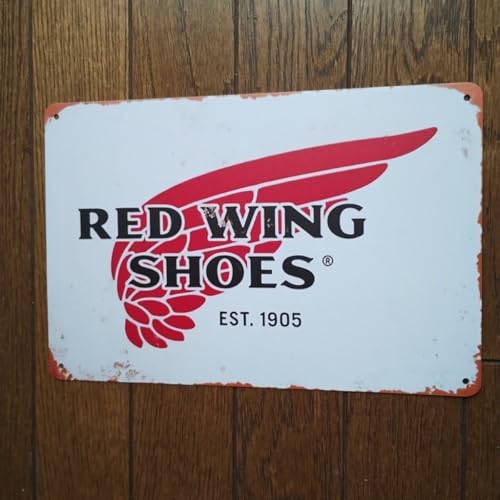 RED WING
SHOES®
EST. 1905